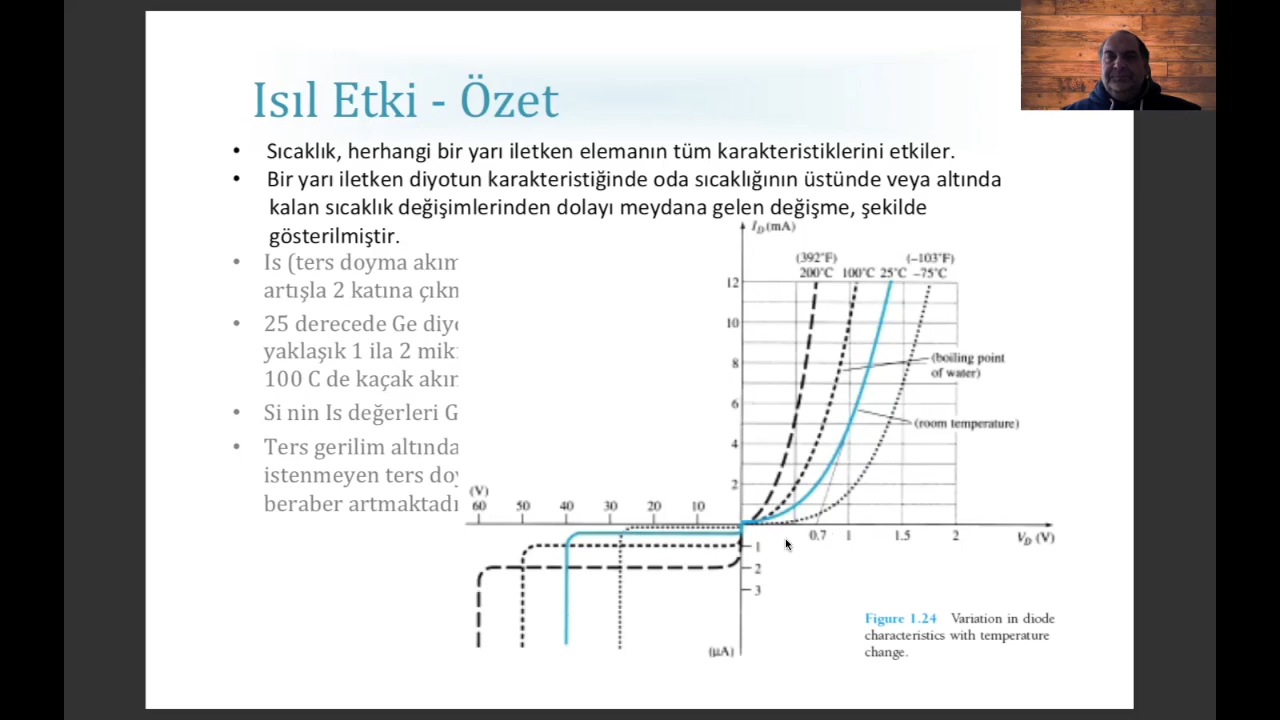 Isıl Etki - Özet
• Sıcaklık, herhangi bir yarı iletken elemanın tüm karakteristiklerini etkiler.
• Bir yarı iletken diyotun karakteristiğinde oda sıcaklığının üstünde veya altında
kalan sıcaklık değişimlerinden dolayı meydana gelen değişme, şekilde
gösterilmiştir.
• Is (ters doyma akım
artışla 2 katına çıkm
• 25 derecede Ge diy
yaklaşık 1 ila 2 mik
100 C de kaçak akır
• Si nin Is değerleri G
• Ters gerilim altında
istenmeyen ters doy
beraber artmaktadı
I_D (mA)
(392°F) (−103°F)
200°C 100°C 25°C −75°C
12
10
8
6
4
2
(boiling point
of water)
(room temperature)
(V)
60 50 40 30 20 10
0
0.7 1 1.5 2 V_D (V)
1
2
3
(μA)
Figure 1.24 Variation in diode
characteristics with temperature
change.